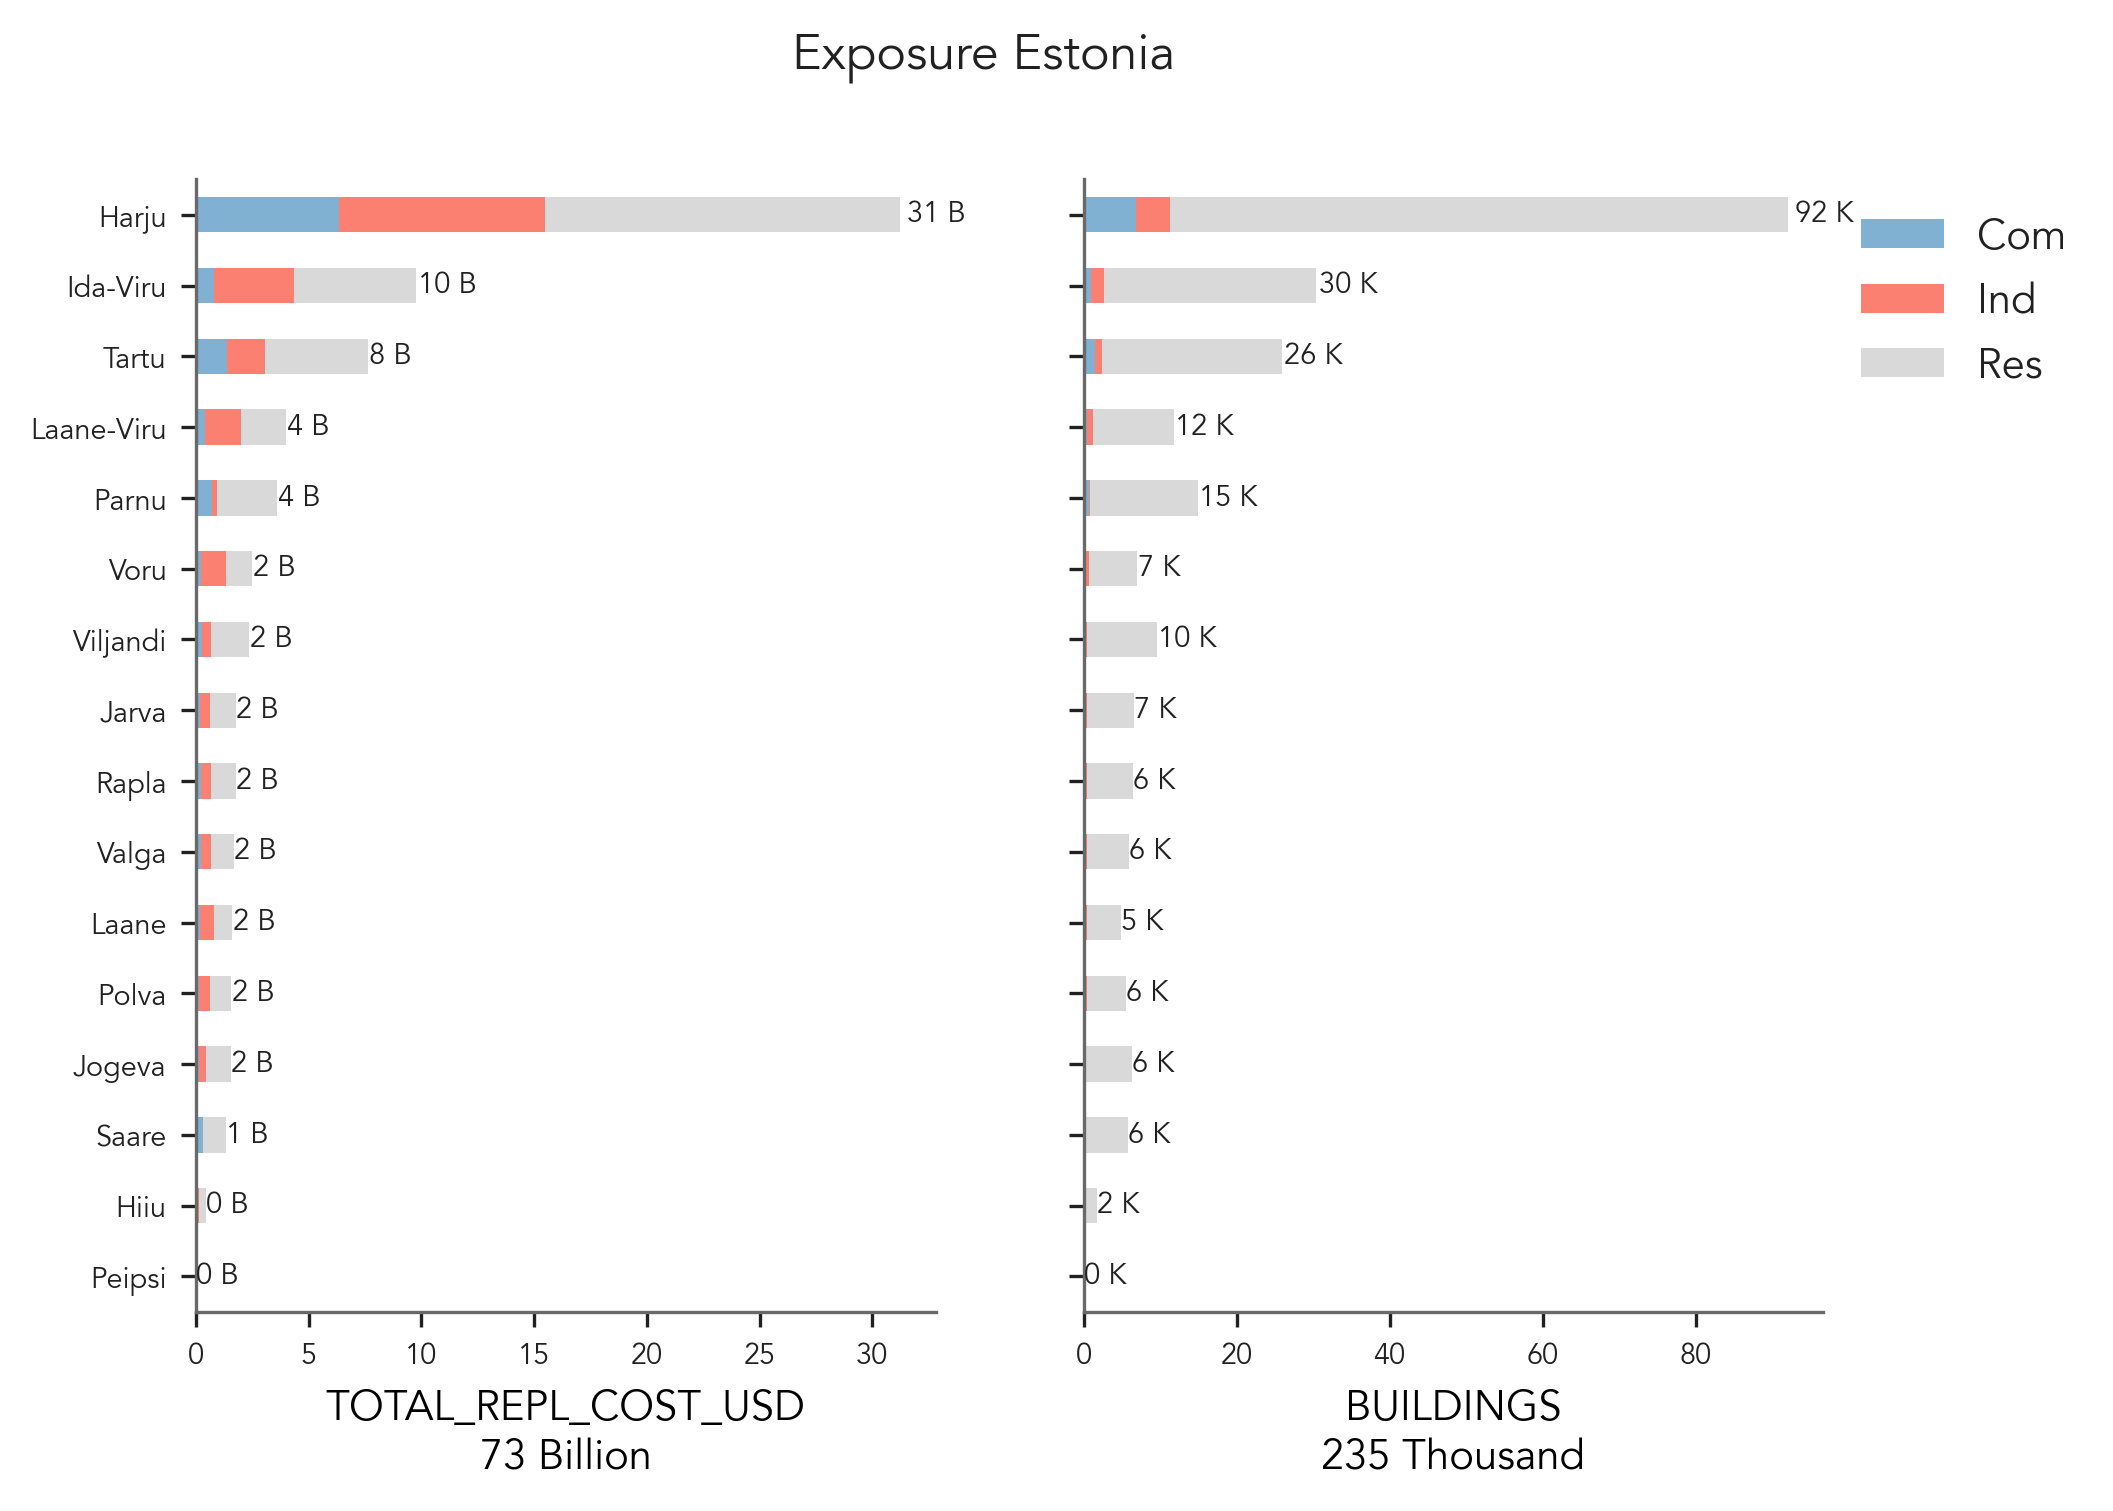 Exposure Estonia
Harju 31 B 92 K
Ida-Viru 10 B 30 K
Tartu 8 B 26 K
Laane-Viru 4 B 12 K
Parnu 4 B 15 K
Voru 2 B 7 K
Viljandi 2 B 10 K
Jarva 2 B 7 K
Rapla 2 B 6 K
Valga 2 B 6 K
Laane 2 B 5 K
Polva 2 B 6 K
Jogeva 2 B 6 K
Saare 1 B 6 K
Hiiu 0 B 2 K
Peipsi 0 B 0 K
Com
Ind
Res
0 5 10 15 20 25 30
TOTAL_REPL_COST_USD
73 Billion
0 20 40 60 80
BUILDINGS
235 Thousand